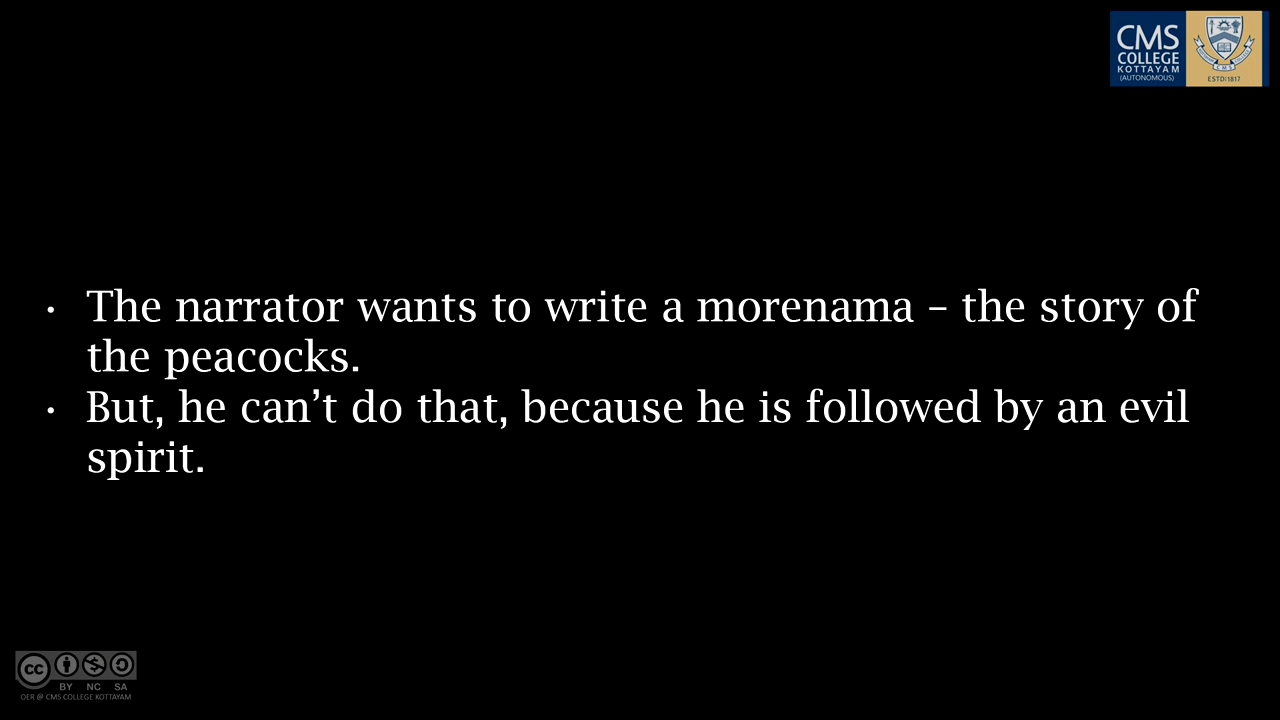 CMS
COLLEGE
KOTTAYAM
(AUTONOMOUS)
ESTD:1817
• The narrator wants to write a morenama – the story of
the peacocks.
• But, he can’t do that, because he is followed by an evil
spirit.
cc
BY NC SA
OER @ CMS COLLEGE KOTTAYAM